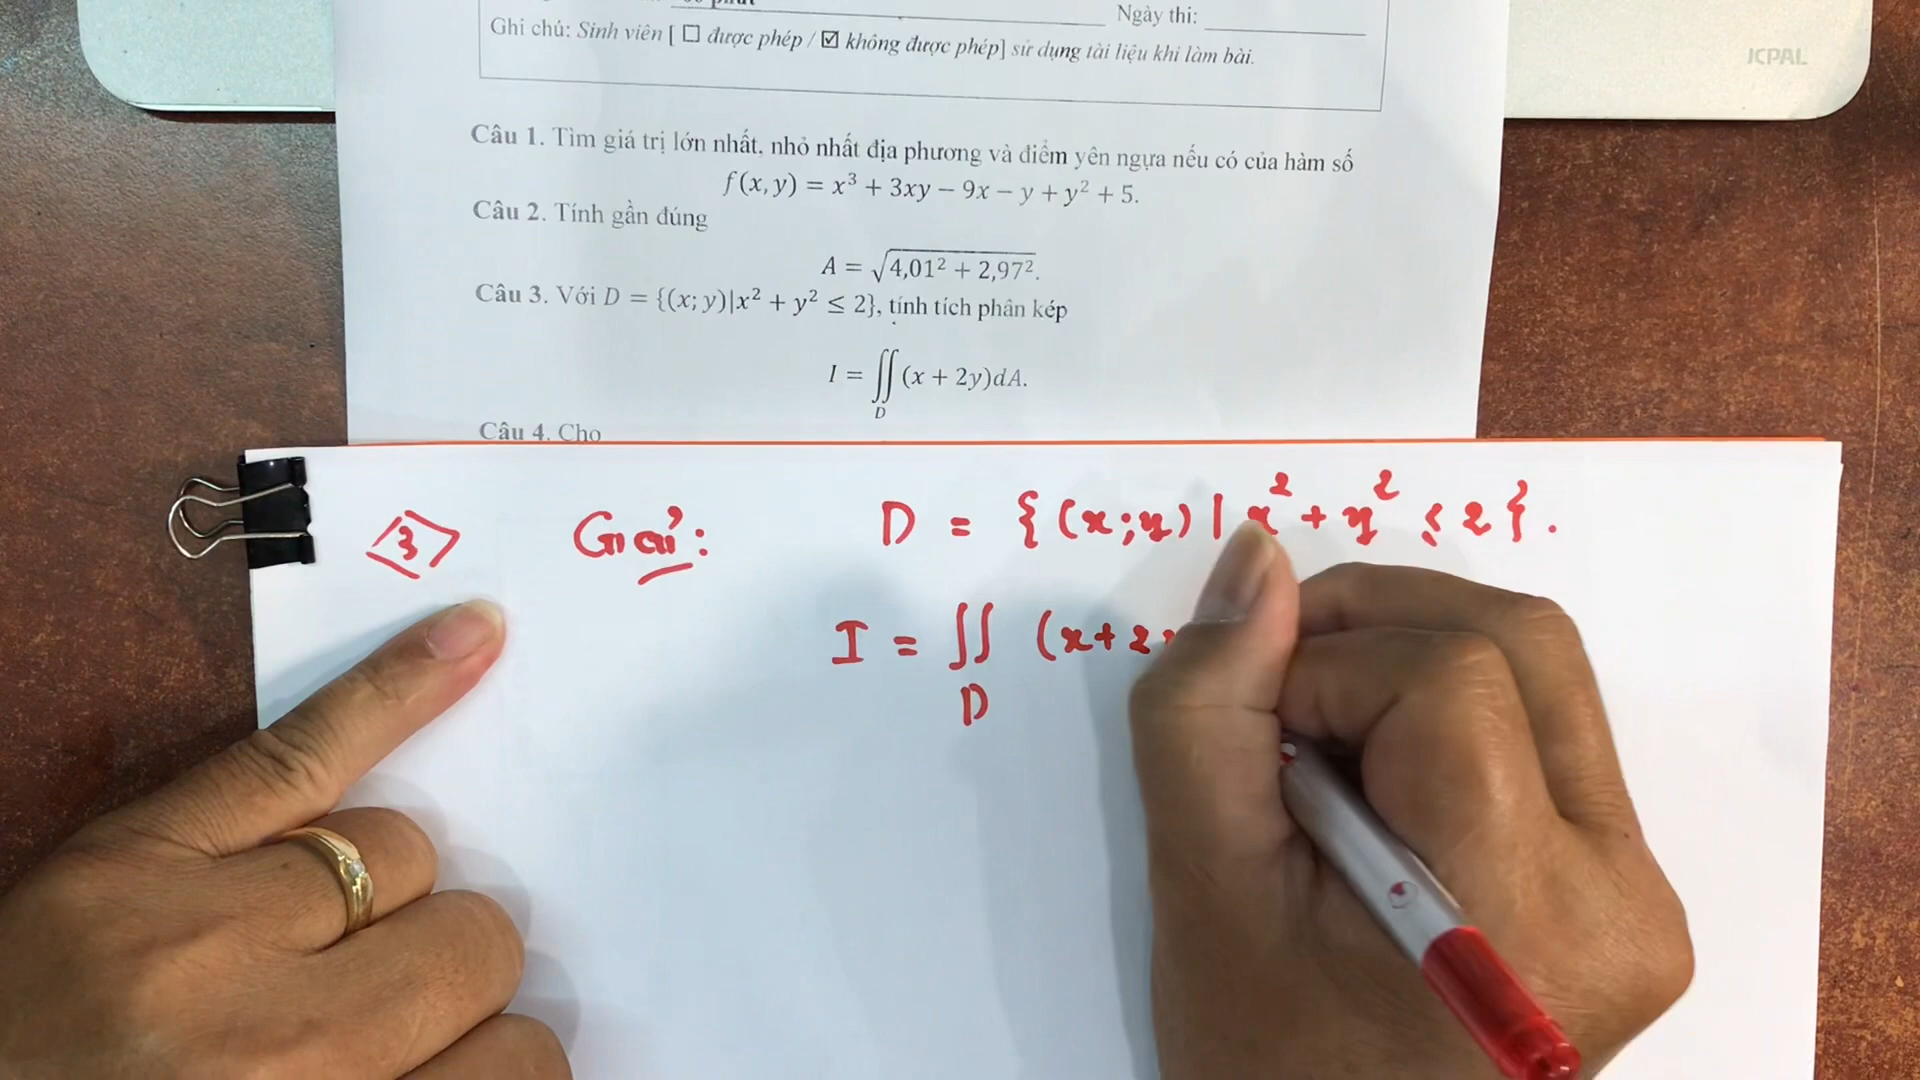 Ngày thi:
Ghi chú: Sinh viên [ ☐ được phép / ☑ không được phép] sử dụng tài liệu khi làm bài.
JCPAL
Câu 1. Tìm giá trị lớn nhất, nhỏ nhất địa phương và điểm yên ngựa nếu có của hàm số
f(x, y) = x³ + 3xy − 9x − y + y² + 5.
Câu 2. Tính gần đúng
A = √4,01² + 2,97².
Câu 3. Với D = {(x; y)|x² + y² ≤ 2}, tính tích phân kép
I = ∬(x + 2y)dA.
D
Câu 4. Cho
3 Giải: D = {(x;y) | x² + y² ≤ 2}.
I = ∬ (x+2
D